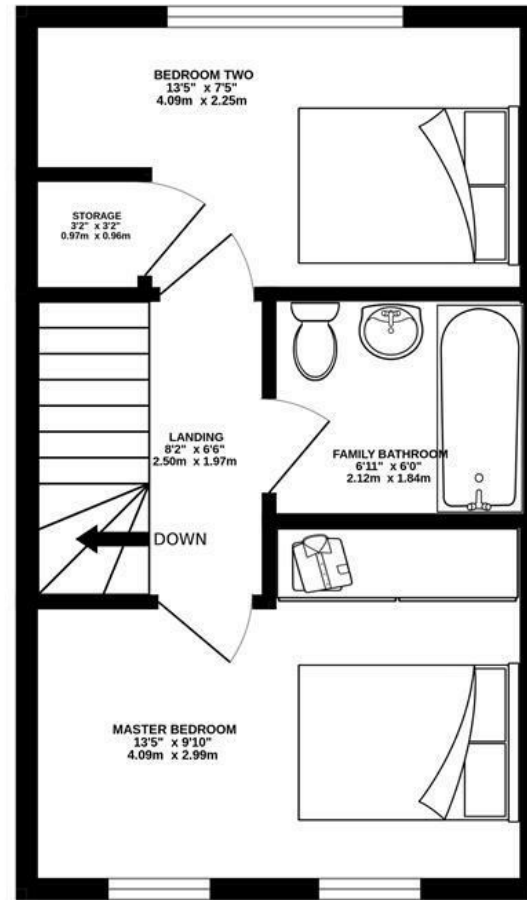 BEDROOM TWO
13'5" x 7'5"
4.09m x 2.25m
STORAGE
3'2" x 3'2"
0.97m x 0.96m
LANDING
8'2" x 6'6"
2.50m x 1.97m
FAMILY BATHROOM
6'11" x 6'0"
2.12m x 1.84m
DOWN
MASTER BEDROOM
13'5" x 9'10"
4.09m x 2.99m